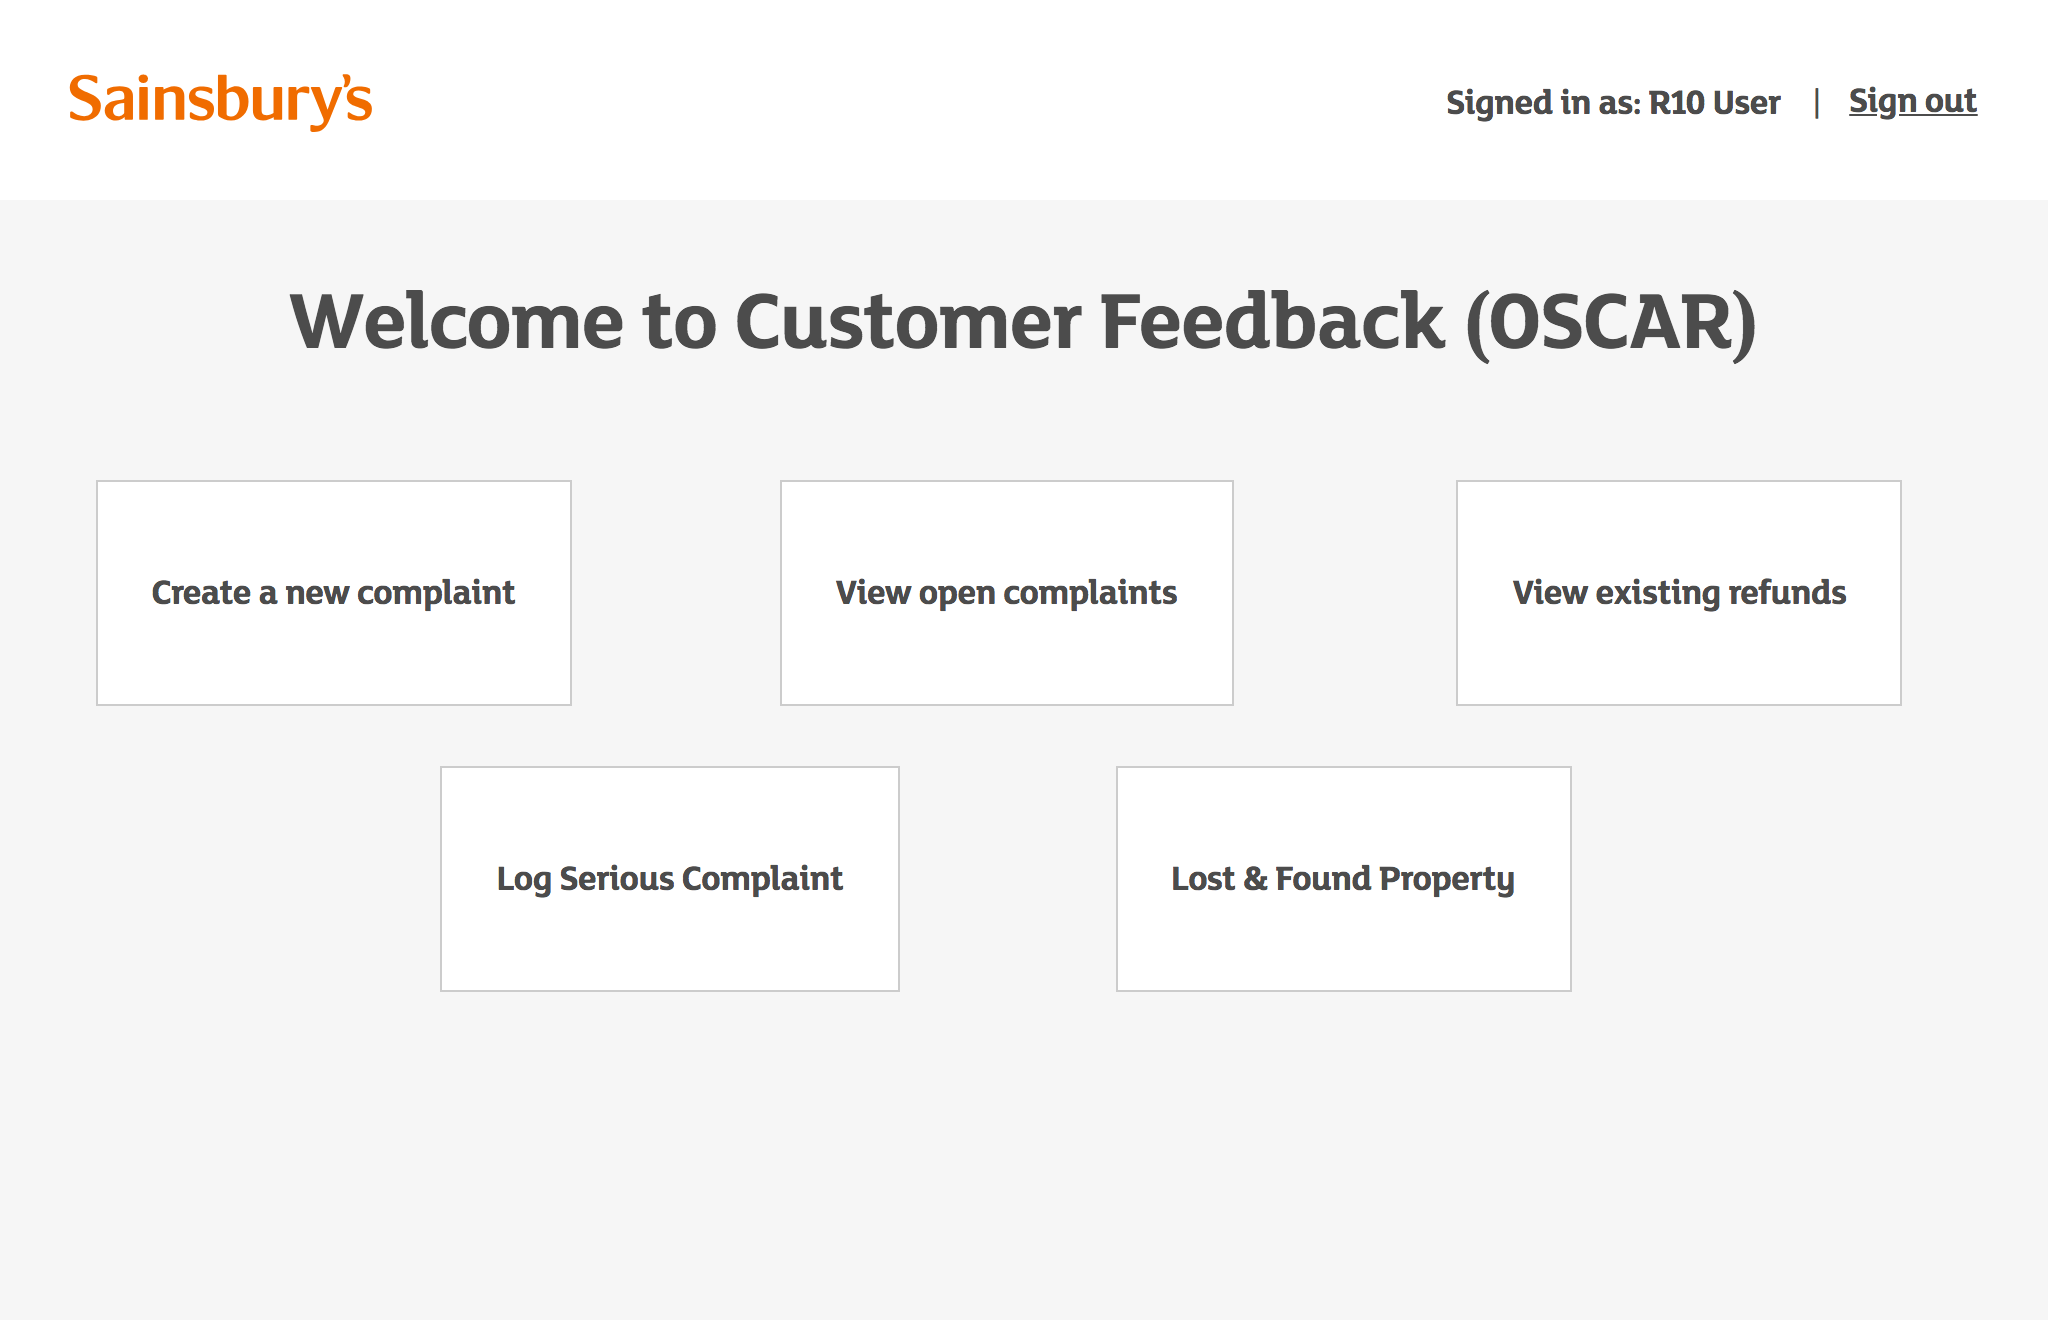 Sainsbury's
Signed in as: R10 User | Sign out
Welcome to Customer Feedback (OSCAR)
Create a new complaint
View open complaints
View existing refunds
Log Serious Complaint
Lost & Found Property